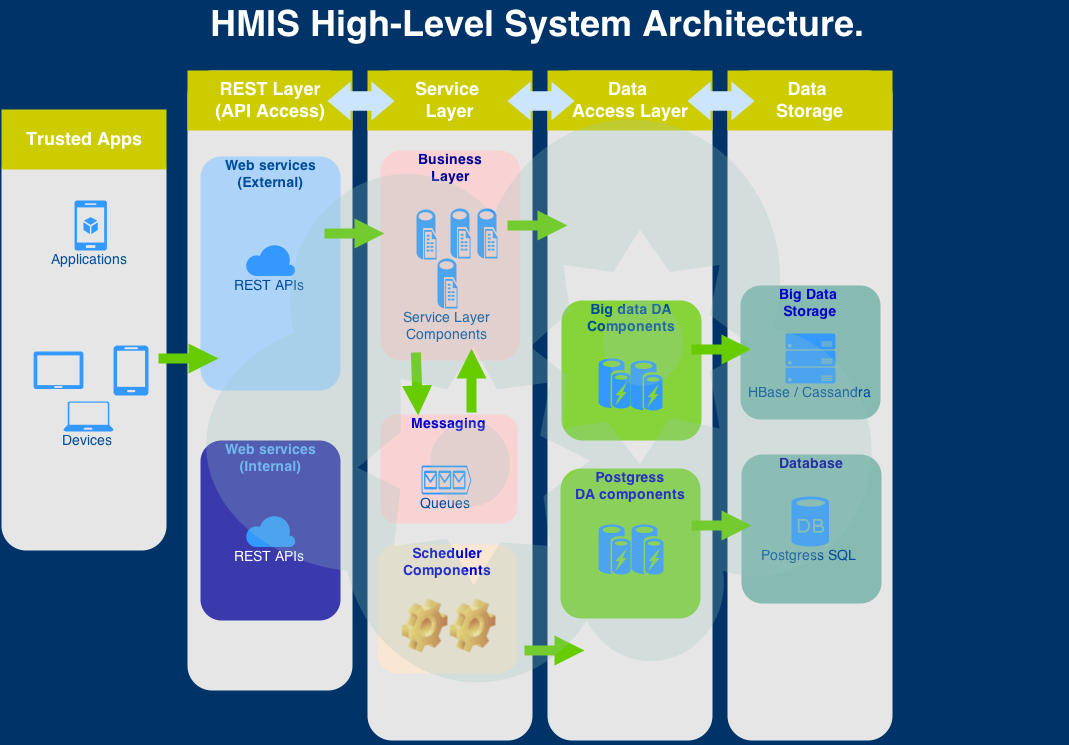 HMIS High-Level System Architecture.
Trusted Apps
Applications
Devices
REST Layer
(API Access)
Web services
(External)
REST APIs
Web services
(Internal)
REST APIs
Service
Layer
Business
Layer
Service Layer
Components
Messaging
Queues
Scheduler
Components
Data
Access Layer
Big data DA
Components
Postgress
DA components
Data
Storage
Big Data
Storage
HBase / Cassandra
Database
DB
Postgress SQL